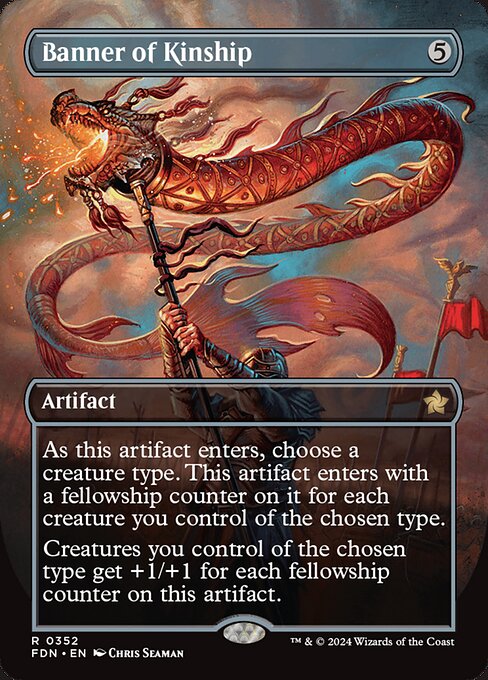 Banner of Kinship 5
Artifact
As this artifact enters, choose a
creature type. This artifact enters with
a fellowship counter on it for each
creature you control of the chosen type.
Creatures you control of the chosen
type get +1/+1 for each fellowship
counter on this artifact.
R 0352
FDN • EN Chris Seaman
™ & © 2024 Wizards of the Coast